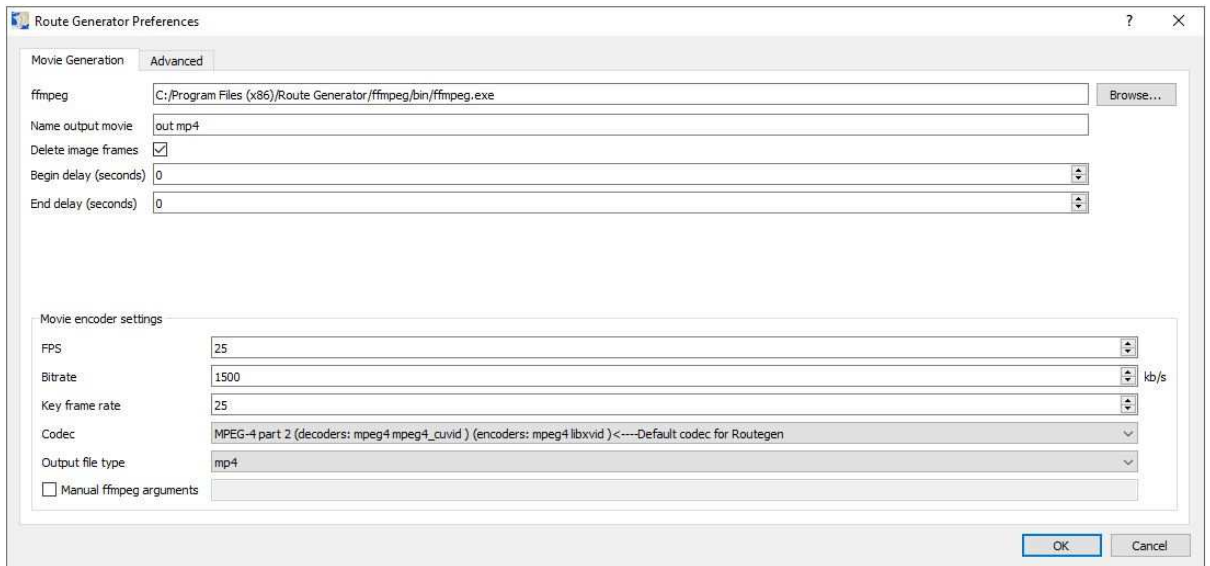 Route Generator Preferences ? X
Movie Generation Advanced
ffmpeg C:/Program Files (x86)/Route Generator/ffmpeg/bin/ffmpeg.exe Browse...
Name output movie out mp4
Delete image frames
Begin delay (seconds) 0
End delay (seconds) 0
Movie encoder settings
FPS 25
Bitrate 1500 kb/s
Key frame rate 25
Codec MPEG-4 part 2 (decoders: mpeg4 mpeg4_cuvid ) (encoders: mpeg4 libxvid )<----Default codec for Routegen
Output file type mp4
Manual ffmpeg arguments
OK Cancel